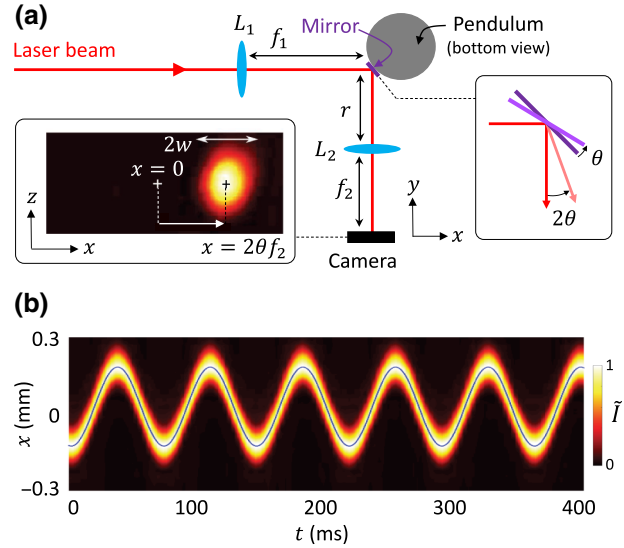 (a)
L₁
f₁
Mirror
Pendulum
(bottom view)
Laser beam
r
L₂
f₂
θ
2θ
2w
x = 0
z
x
x = 2θf₂
y
x
Camera
(b)
0.3
0
−0.3
x (mm)
0
100
200
300
400
t (ms)
1
0
Ĩ